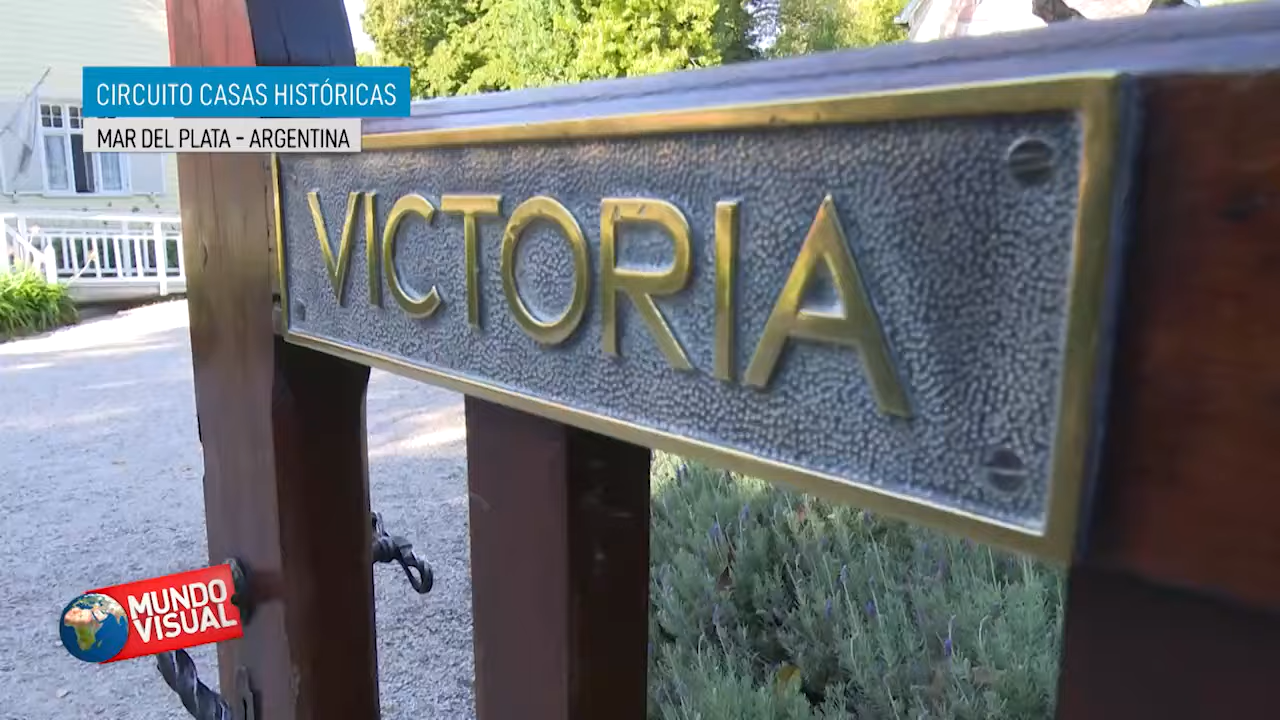 CIRCUITO CASAS HISTÓRICAS
MAR DEL PLATA – ARGENTINA
VICTORIA
MUNDO
VISUAL